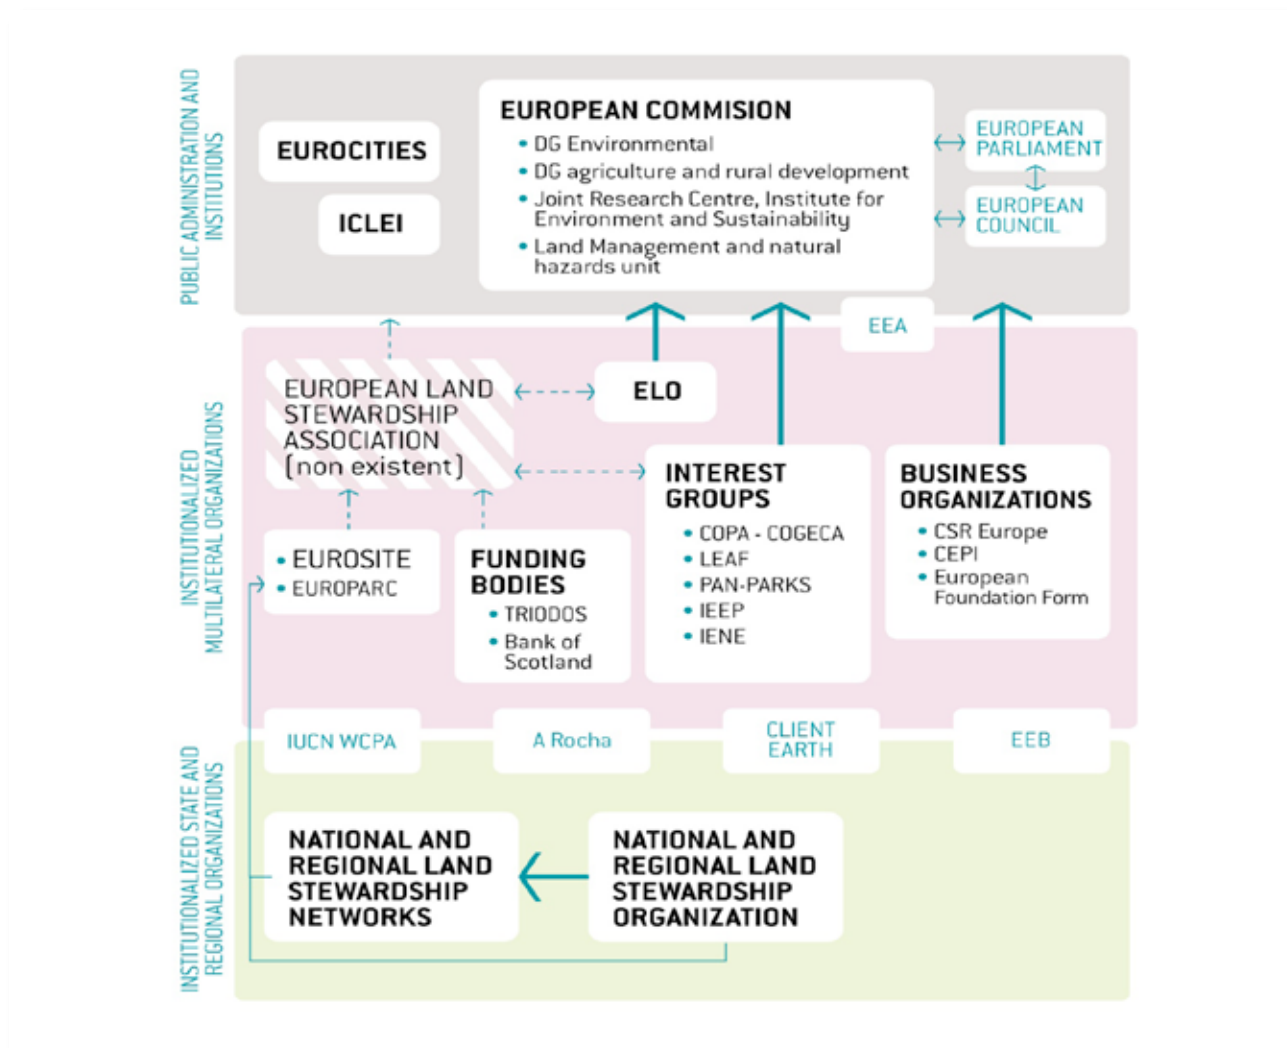 PUBLIC ADMINISTRATION AND
INSTITUTIONS
EUROCITIES
ICLEI
EUROPEAN COMMISION
• DG Environmental
• DG agriculture and rural development
• Joint Research Centre, Institute for
Environment and Sustainability
• Land Management and natural
hazards unit
EUROPEAN
PARLIAMENT
EUROPEAN
COUNCIL
EEA
INSTITUTIONALIZED
MULTILATERAL ORGANIZATIONS
EUROPEAN LAND
STEWARDSHIP
ASSOCIATION
(non existent)
ELO
• EUROSITE
• EUROPARC
FUNDING
BODIES
• TRIODOS
• Bank of
Scotland
INTEREST
GROUPS
• COPA - COGECA
• LEAF
• PAN-PARKS
• IEEP
• IENE
BUSINESS
ORGANIZATIONS
• CSR Europe
• CEPI
• European
Foundation Form
IUCN WCPA
A Rocha
CLIENT
EARTH
EEB
INSTITUTIONALIZED STATE AND
REGIONAL ORGANIZATIONS
NATIONAL AND
REGIONAL LAND
STEWARDSHIP
NETWORKS
NATIONAL AND
REGIONAL LAND
STEWARDSHIP
ORGANIZATION